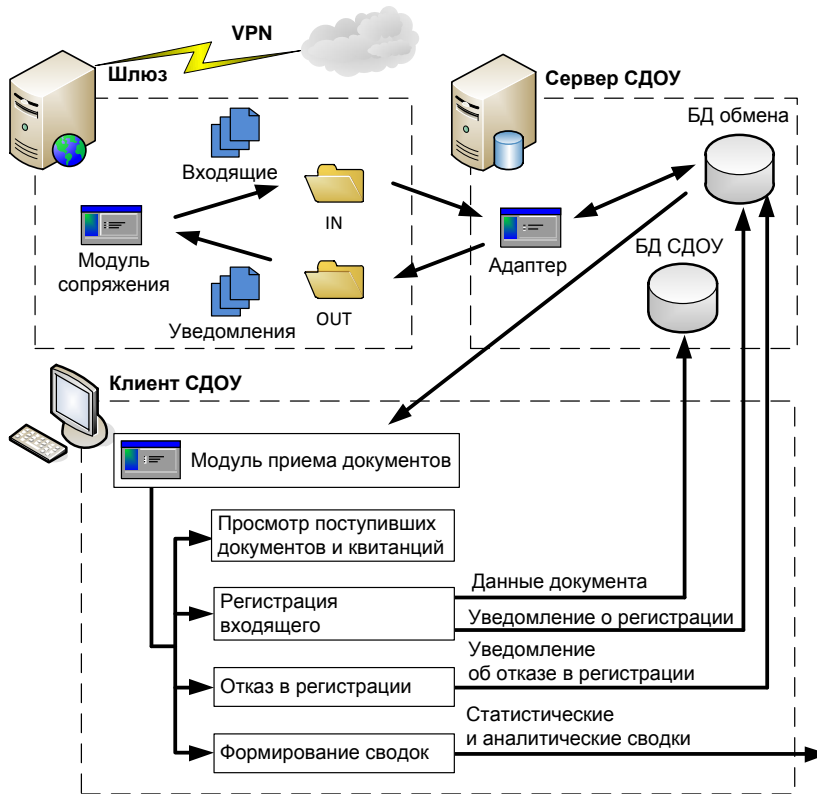 VPN
Шлюз
Сервер СДОУ
БД обмена
Входящие
IN
Модуль
сопряжения
Адаптер
БД СДОУ
Уведомления
OUT
Клиент СДОУ
Модуль приема документов
Просмотр поступивших
документов и квитанций
Данные документа
Регистрация
входящего
Уведомление о регистрации
Уведомление
об отказе в регистрации
Отказ в регистрации
Статистические
и аналитические сводки
Формирование сводок